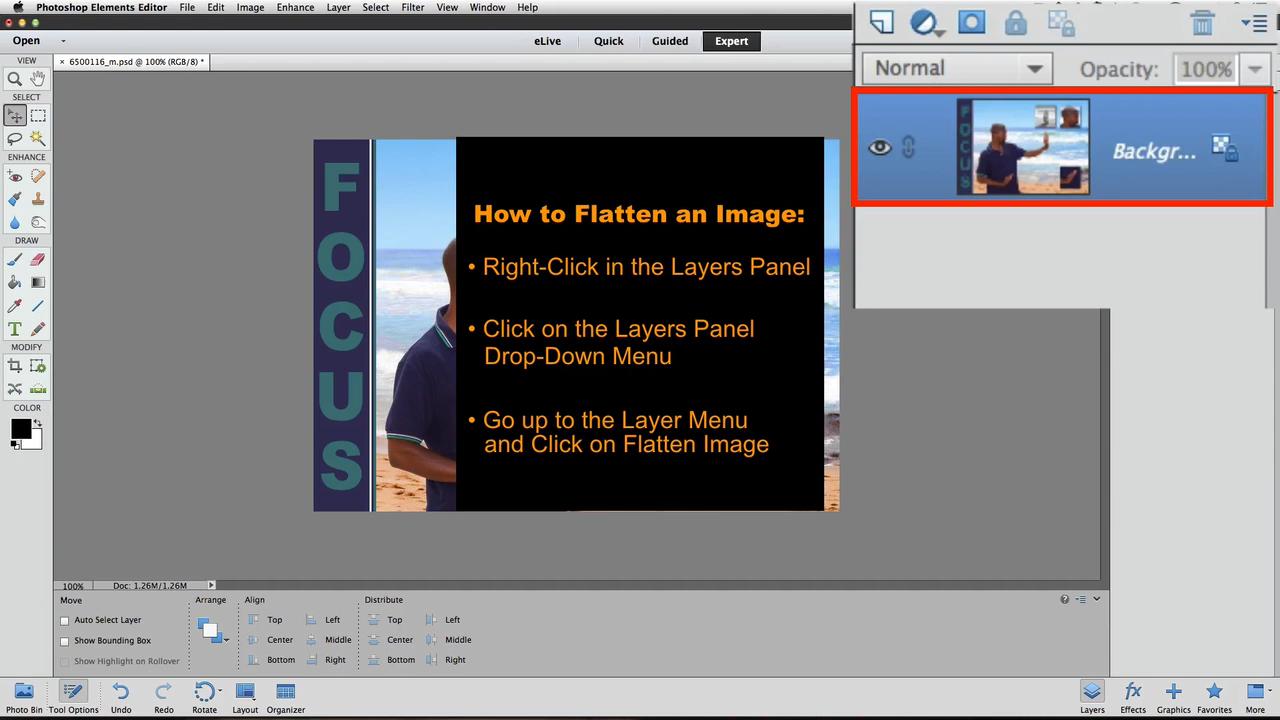 Photoshop Elements Editor File Edit Image Enhance Layer Select Filter View Window Help
Open
eLive Quick Guided Expert
VIEW
× 6500116_m.psd @ 100% (RGB/8) *
SELECT
ENHANCE
DRAW
T
MODIFY
COLOR
F
O
C
U
S
How to Flatten an Image:
• Right-Click in the Layers Panel
• Click on the Layers Panel
Drop-Down Menu
• Go up to the Layer Menu
and Click on Flatten Image
Normal Opacity: 100%
FOCUS
Backgr...
100% Doc: 1.26M/1.26M
Move Arrange Align Distribute
Auto Select Layer Top Left Top Left
Show Bounding Box Center Middle Center Middle
Show Highlight on Rollover Bottom Right Bottom Right
Photo Bin Tool Options Undo Redo Rotate Layout Organizer Layers fx Effects Graphics Favorites More